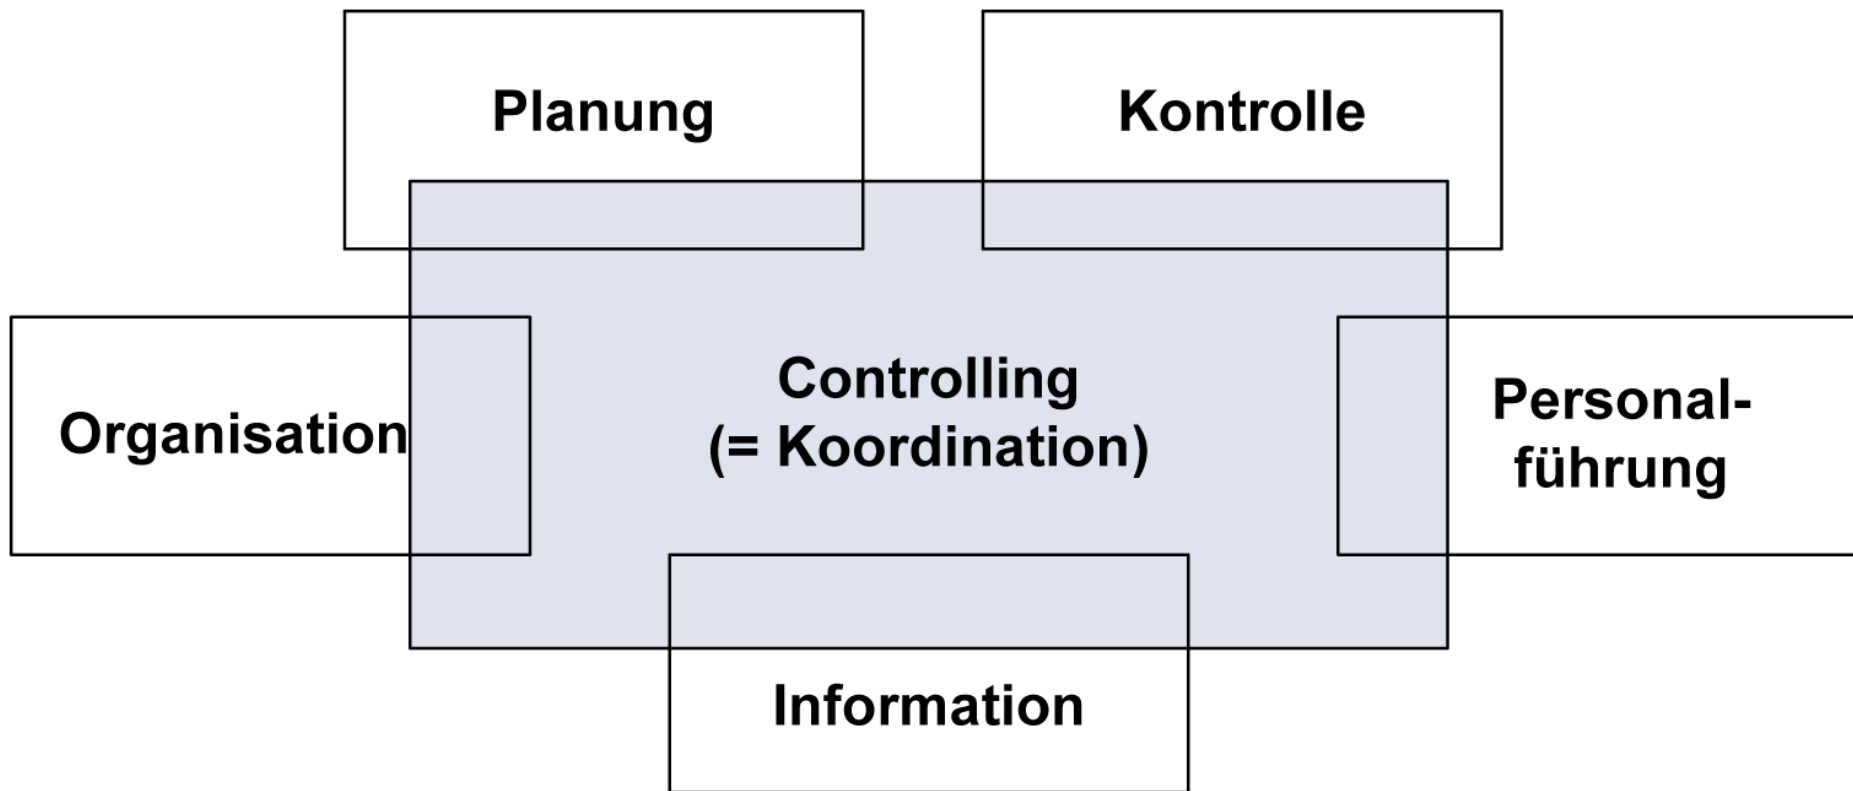 Planung
Kontrolle
Organisation
Controlling
(= Koordination)
Personal-
führung
Information